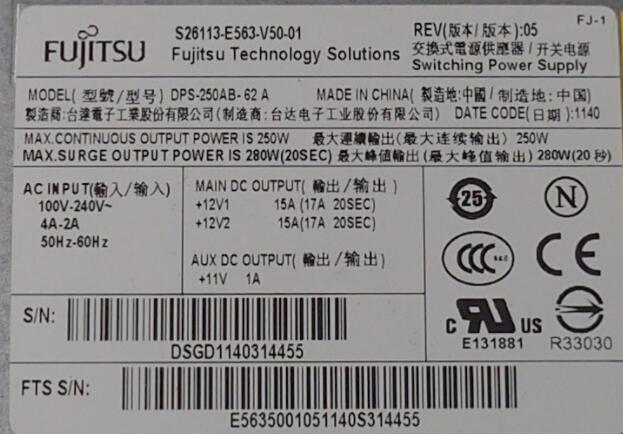 FUJITSU
S26113-E563-V50-01
Fujitsu Technology Solutions
REV(版本/版本):05
FJ-1
交換式電源供應器/开关电源
Switching Power Supply
MODEL(型號/型号) DPS-250AB-62 A
MADE IN CHINA(製造地:中國/制造地:中国)
製造商:台達電子工業股份有限公司(制造商:台达电子工业股份有限公司)
DATE CODE(日期):1140
MAX.CONTINUOUS OUTPUT POWER IS 250W 最大連續輸出(最大连续输出) 250W
MAX.SURGE OUTPUT POWER IS 280W(20SEC) 最大峰值輸出(最大峰值输出) 280W(20秒)
AC INPUT(輸入/输入)
100V-240V~
4A-2A
50Hz-60Hz
MAIN DC OUTPUT(輸出/输出)
+12V1 15A(17A 20SEC)
+12V2 15A(17A 20SEC)
AUX DC OUTPUT(輸出/输出)
+11V 1A
25
N
CCC
CE
c RU US
E131881
R33030
S/N:
DSGD1140314455
FTS S/N:
E5635001051140S314455